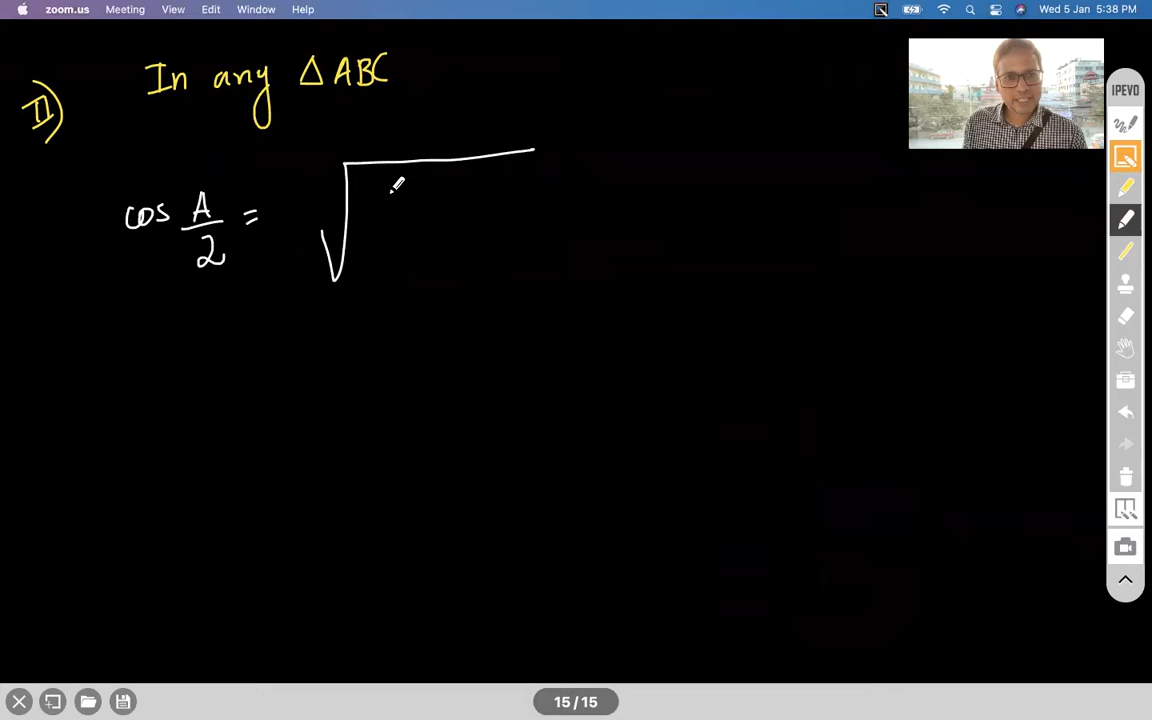 zoom.us Meeting View Edit Window Help Wed 5 Jan 5:38 PM
IPEVO
II) In any △ABC
cos A/2 = √
15/15